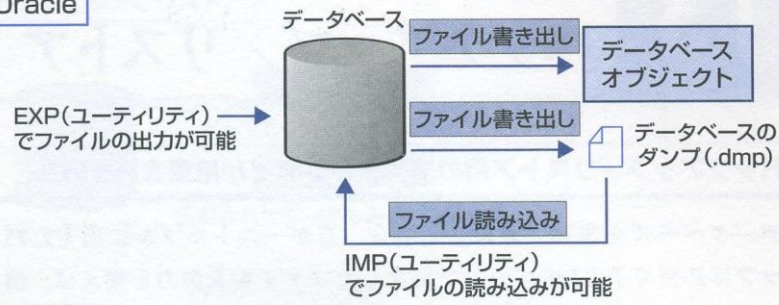 Oracle
データベース
ファイル書き出し
データベース
オブジェクト
EXP(ユーティリティ)
でファイルの出力が可能
ファイル書き出し
データベースの
ダンプ(.dmp)
ファイル読み込み
IMP(ユーティリティ)
でファイルの読み込みが可能